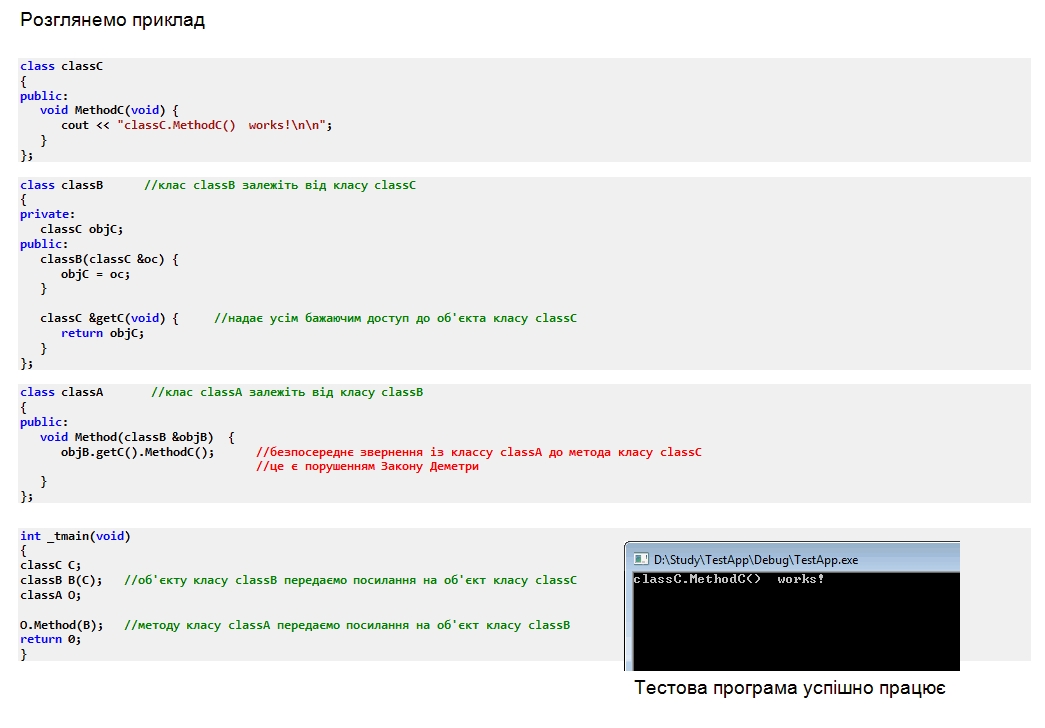 Розглянемо приклад
class classC
{
public:
void MethodC(void) {
cout << "classC.MethodC()  works!\n\n";
}
};
class classB //клас classB залежіть від класу classC
{
private:
classC objC;
public:
classB(classC &oc) {
objC = oc;
}
classC &getC(void) { //надає усім бажаючим доступ до об'єкта класу classC
return objC;
}
};
class classA //клас classA залежіть від класу classB
{
public:
void Method(classB &objB)  {
objB.getC().MethodC(); //безпосереднє звернення із классу classA до метода класу classC
//це є порушенням Закону Деметри
}
};
int _tmain(void)
{
classC C;
classB B(C); //об'єкту класу classB передаємо посилання на об'єкт класу classC
classA O;
O.Method(B); //методу класу classA передаємо посилання на об'єкт класу classB
return 0;
}
D:\Study\TestApp\Debug\TestApp.exe
classC.MethodC()  works!
Тестова програма успішно працює